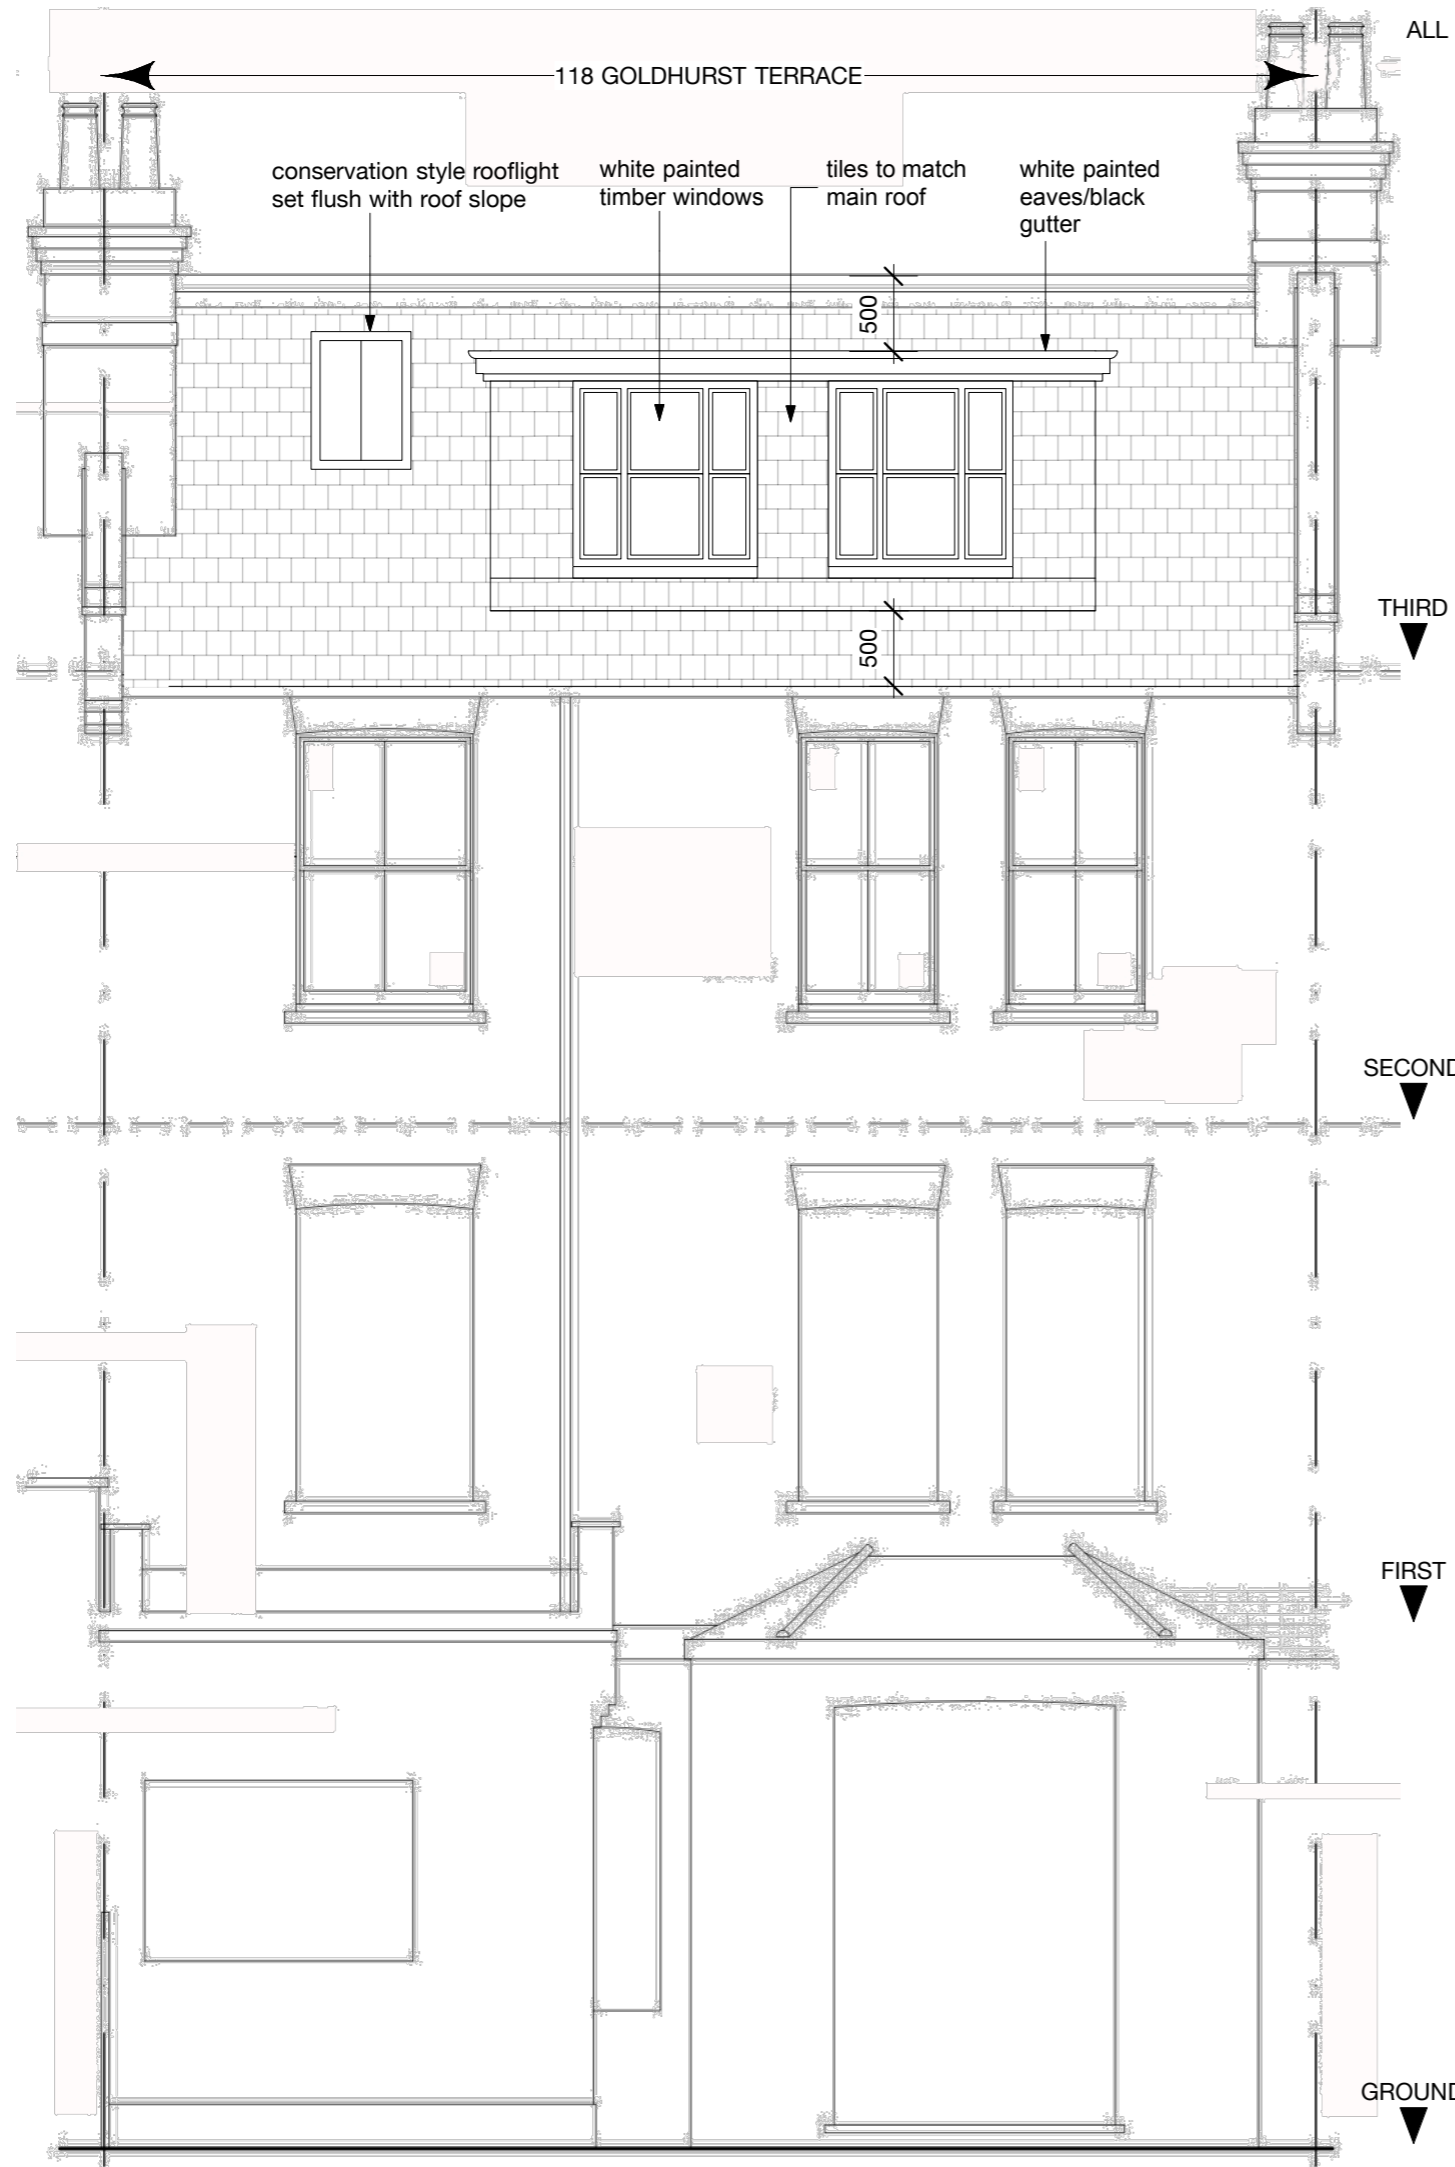 ALL
118 GOLDHURST TERRACE
conservation style rooflight
set flush with roof slope
white painted
timber windows
tiles to match
main roof
white painted
eaves/black
gutter
500
500
THIRD
SECOND
FIRST
GROUND